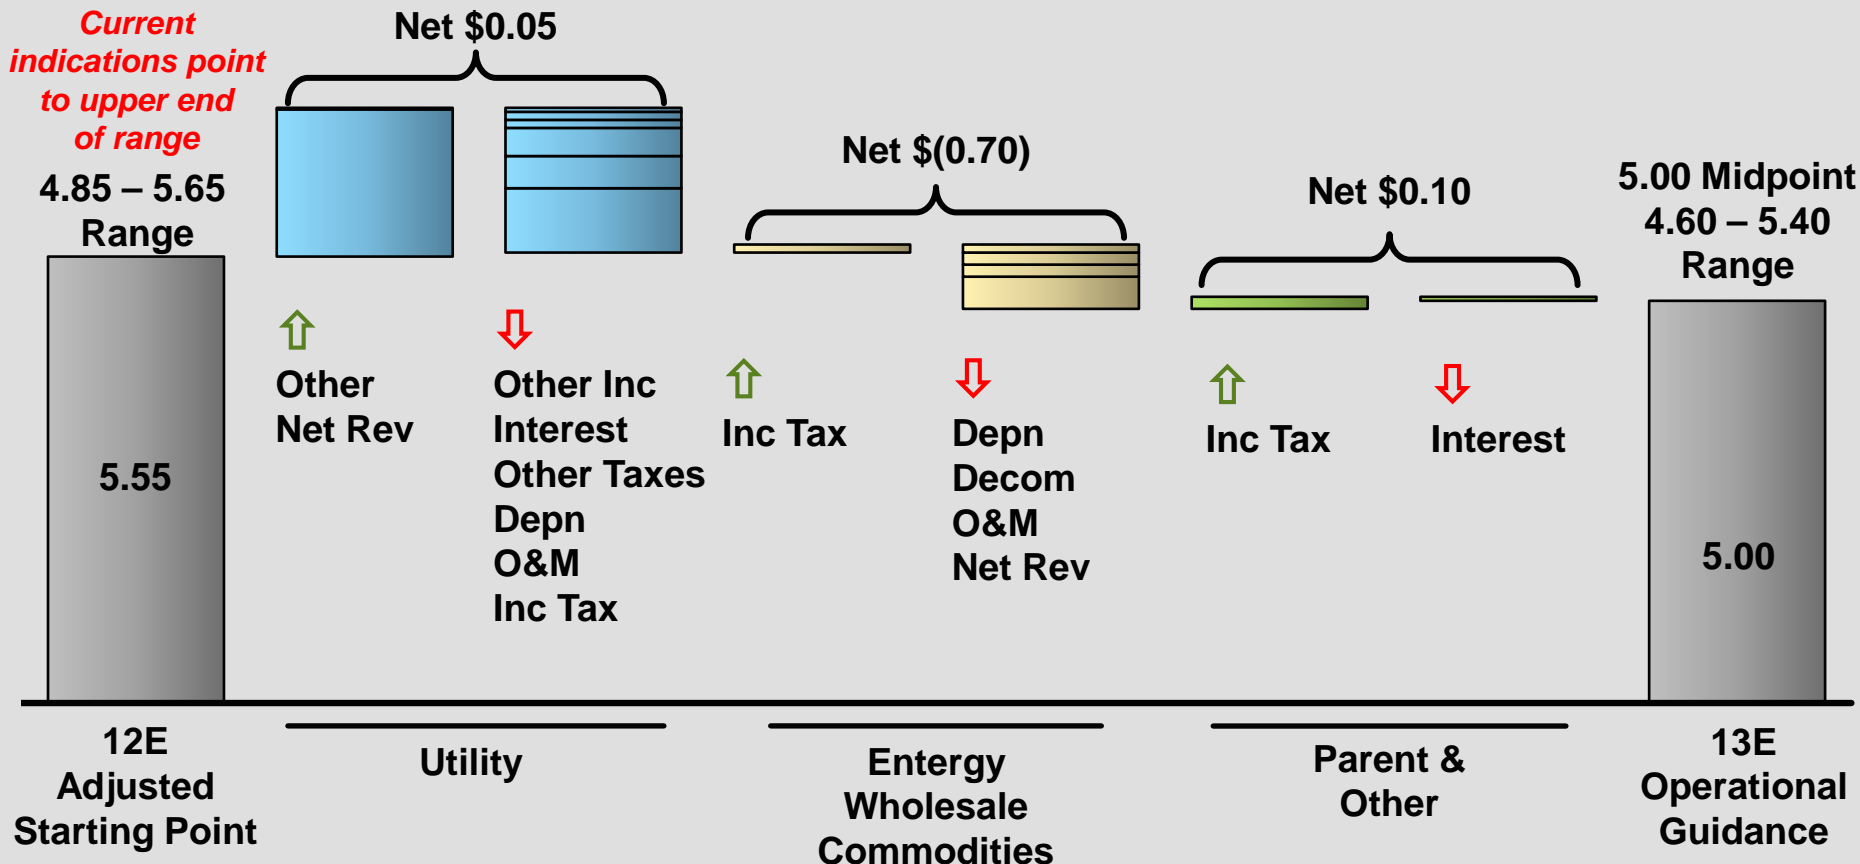 Current
indications point
to upper end
of range
4.85 – 5.65
Range
5.55
12E
Adjusted
Starting Point
Net $0.05
Other
Net Rev
Other Inc
Interest
Other Taxes
Depn
O&M
Inc Tax
Utility
Net $(0.70)
Inc Tax
Depn
Decom
O&M
Net Rev
Entergy
Wholesale
Commodities
Net $0.10
Inc Tax
Interest
Parent &
Other
5.00 Midpoint
4.60 – 5.40
Range
5.00
13E
Operational
Guidance